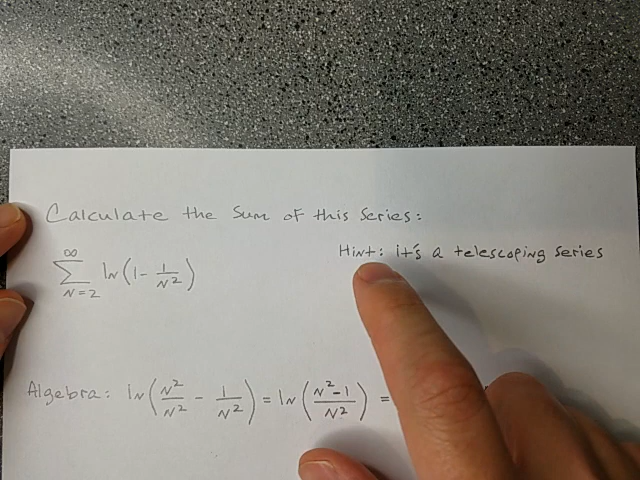 Calculate the sum of this series:
Hint: it's a telescoping series
∞
∑ ln(1 - 1/N²)
N=2
Algebra: ln(N²/N² - 1/N²) = ln((N²-1)/N²) =